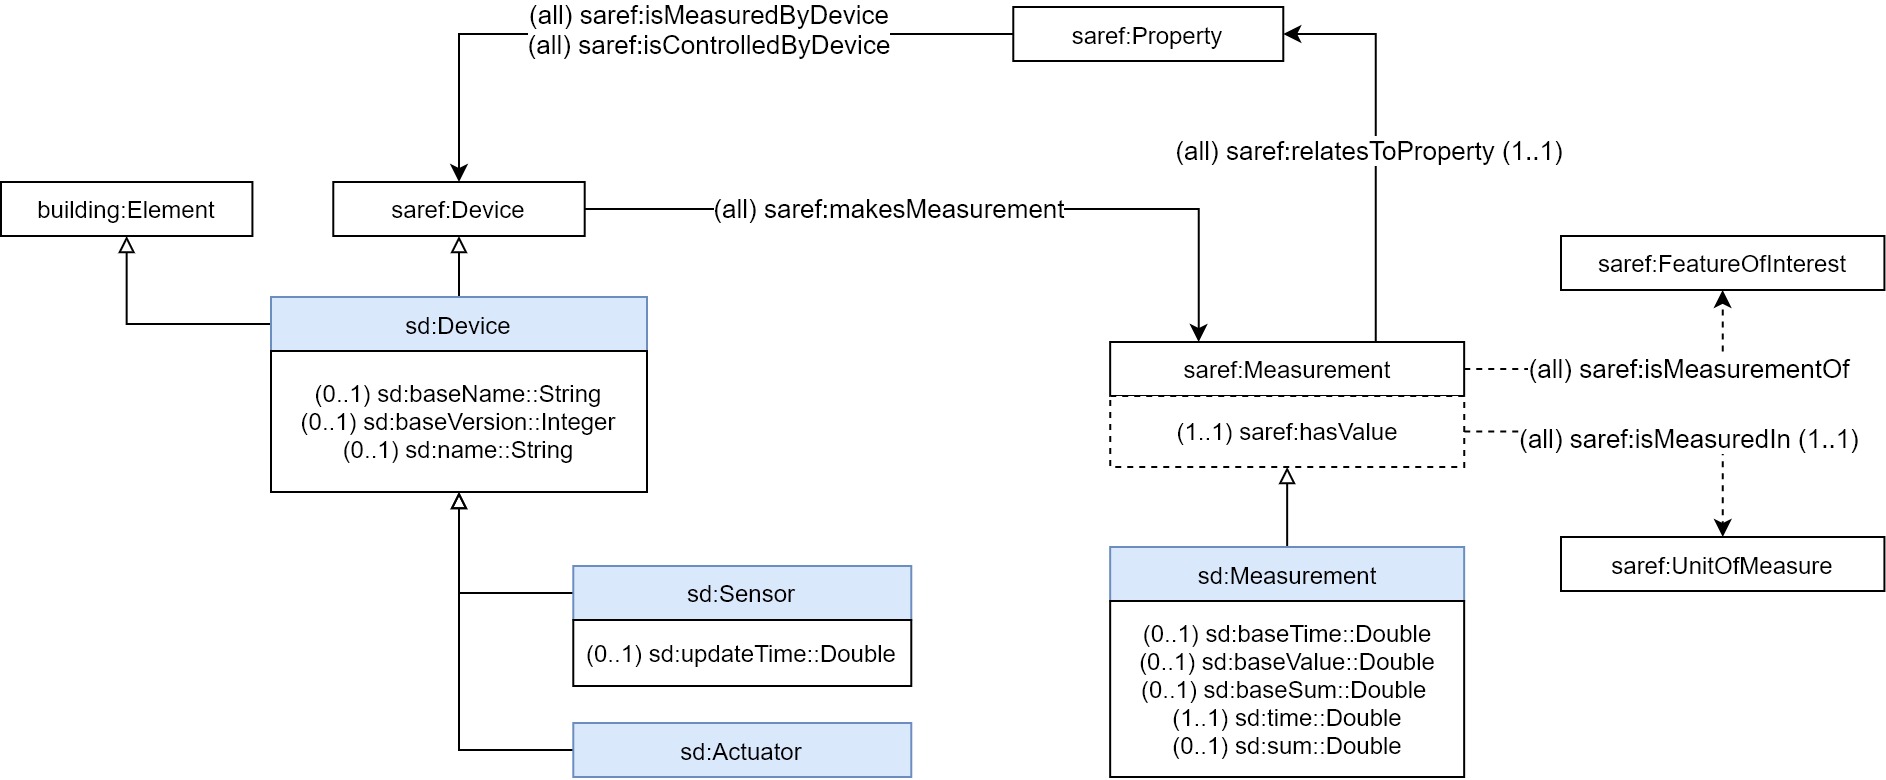 (all) saref:isMeasuredByDevice
(all) saref:isControlledByDevice
saref:Property
(all) saref:relatesToProperty (1..1)
building:Element
saref:Device
(all) saref:makesMeasurement
saref:FeatureOfInterest
sd:Device
(0..1) sd:baseName::String
(0..1) sd:baseVersion::Integer
(0..1) sd:name::String
saref:Measurement
(1..1) saref:hasValue
(all) saref:isMeasurementOf
(all) saref:isMeasuredIn (1..1)
saref:UnitOfMeasure
sd:Sensor
(0..1) sd:updateTime::Double
sd:Actuator
sd:Measurement
(0..1) sd:baseTime::Double
(0..1) sd:baseValue::Double
(0..1) sd:baseSum::Double
(1..1) sd:time::Double
(0..1) sd:sum::Double